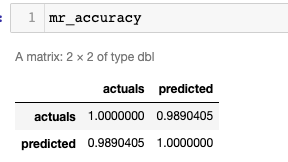 1 mr_accuracy
A matrix: 2 × 2 of type dbl
actuals predicted
actuals 1.0000000 0.9890405
predicted 0.9890405 1.0000000